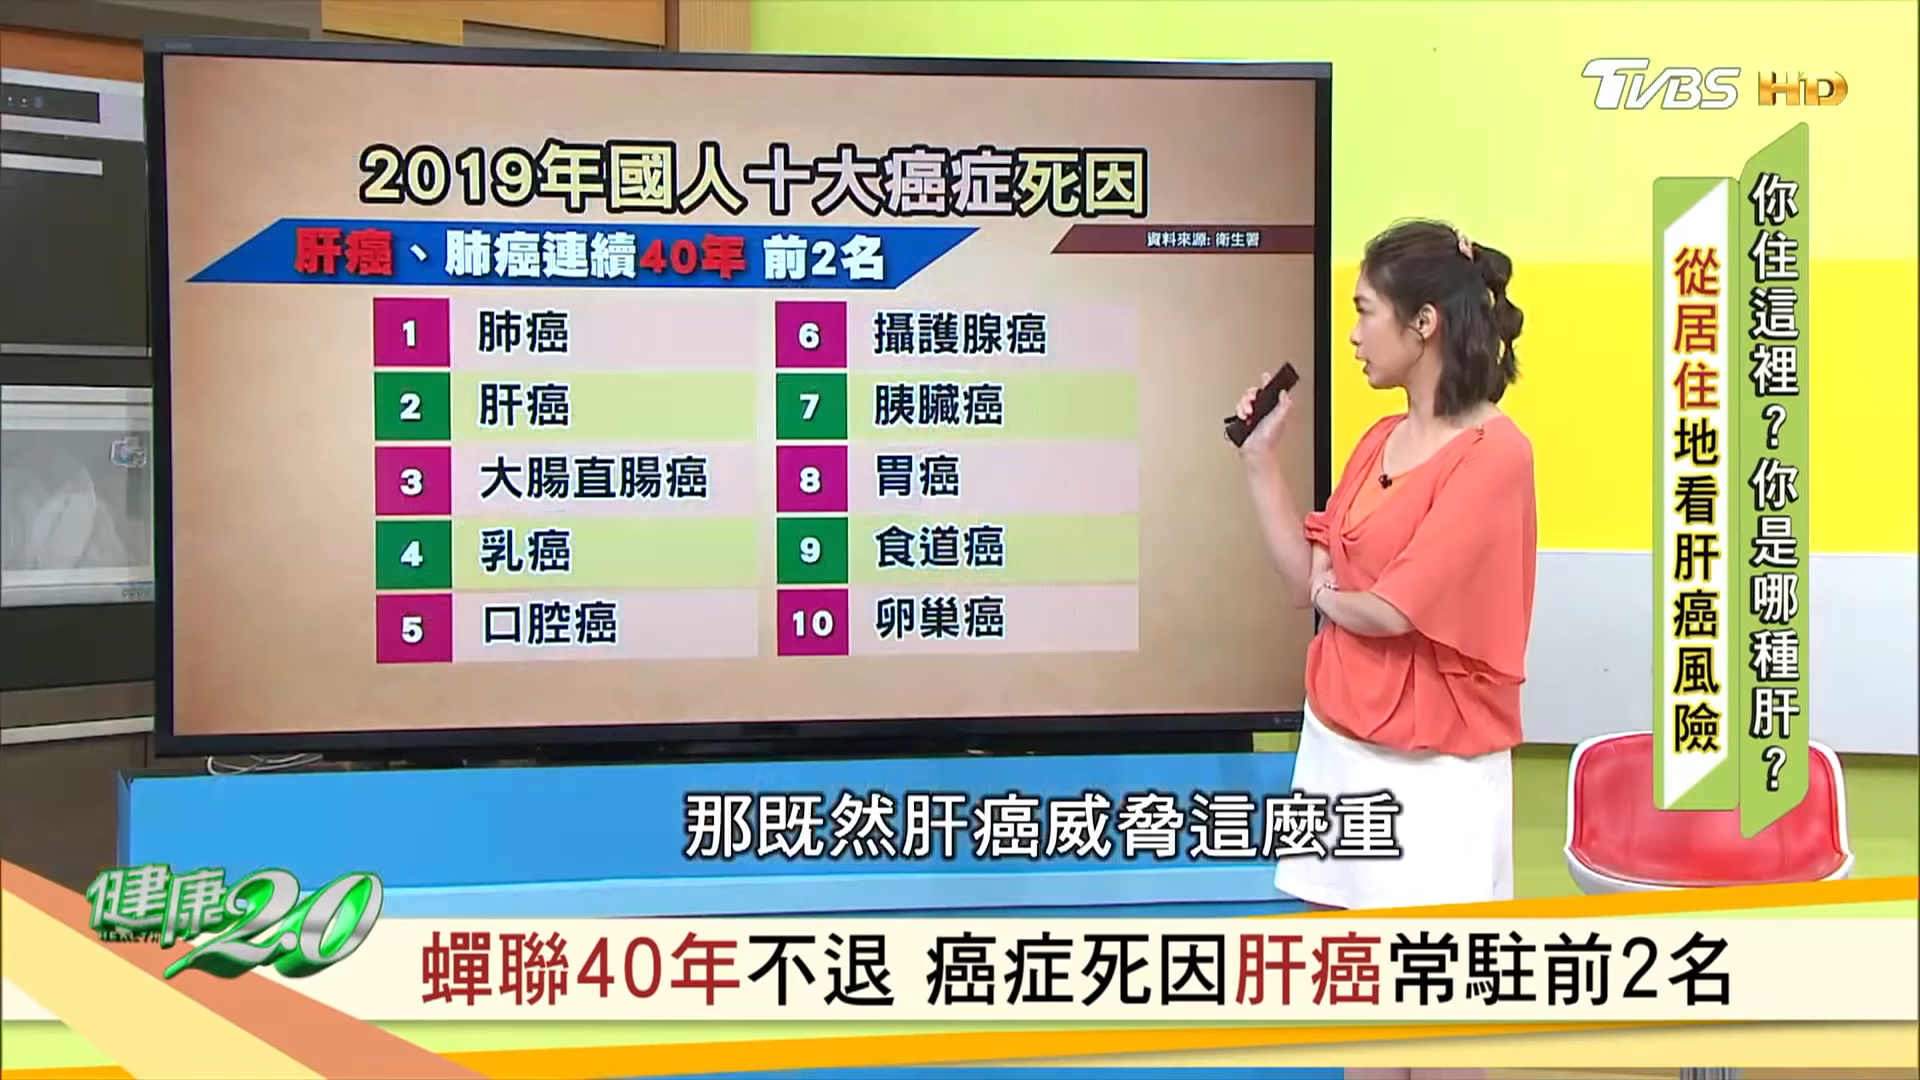 TVBS HD
2019年國人十大癌症死因
肝癌、肺癌連續40年 前2名
資料來源: 衛生署
1 肺癌
2 肝癌
3 大腸直腸癌
4 乳癌
5 口腔癌
6 攝護腺癌
7 胰臟癌
8 胃癌
9 食道癌
10 卵巢癌
你住這裡？你是哪種肝？
從居住地看肝癌風險
那既然肝癌威脅這麼重
健康2.0
HEALTH
蟬聯40年不退 癌症死因肝癌常駐前2名